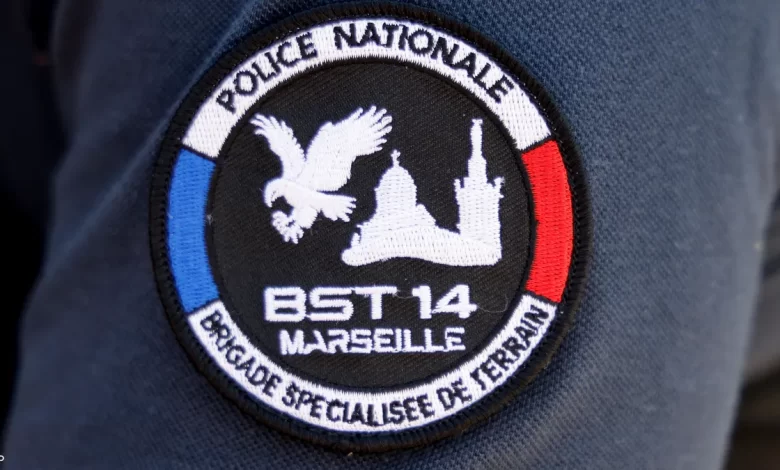 POLICE NATIONALE
BST 14
MARSEILLE
BRIGADE SPECIALISEE DE TERRAIN